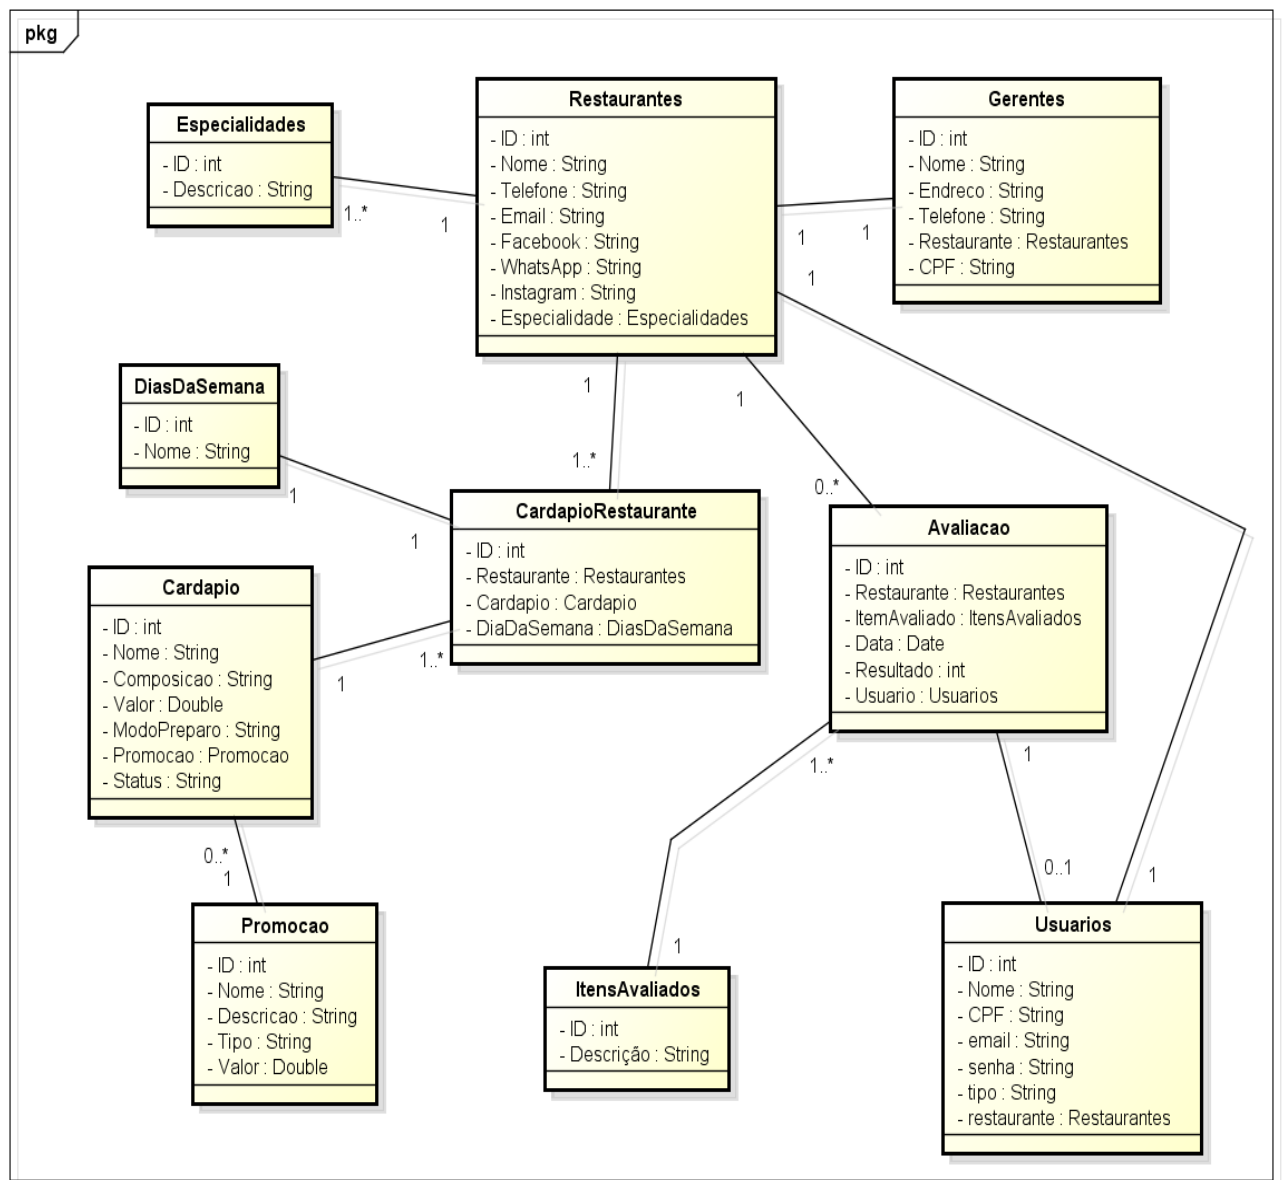 pkg
Especialidades
- ID : int
- Descricao : String
1..*
1
Restaurantes
- ID : int
- Nome : String
- Telefone : String
- Email : String
- Facebook : String
- WhatsApp : String
- Instagram : String
- Especialidade : Especialidades
1
1
1
Gerentes
- ID : int
- Nome : String
- Endreco : String
- Telefone : String
- Restaurante : Restaurantes
- CPF : String
DiasDaSemana
- ID : int
- Nome : String
1
1
1
1..*
1
0..*
CardapioRestaurante
- ID : int
- Restaurante : Restaurantes
- Cardapio : Cardapio
- DiaDaSemana : DiasDaSemana
Avaliacao
- ID : int
- Restaurante : Restaurantes
- ItemAvaliado : ItensAvaliados
- Data : Date
- Resultado : int
- Usuario : Usuarios
Cardapio
- ID : int
- Nome : String
- Composicao : String
- Valor : Double
- ModoPreparo : String
- Promocao : Promocao
- Status : String
1
1..*
1..*
1
0..*
1
0..1
1
1
Promocao
- ID : int
- Nome : String
- Descricao : String
- Tipo : String
- Valor : Double
ItensAvaliados
- ID : int
- Descrição : String
Usuarios
- ID : int
- Nome : String
- CPF : String
- email : String
- senha : String
- tipo : String
- restaurante : Restaurantes